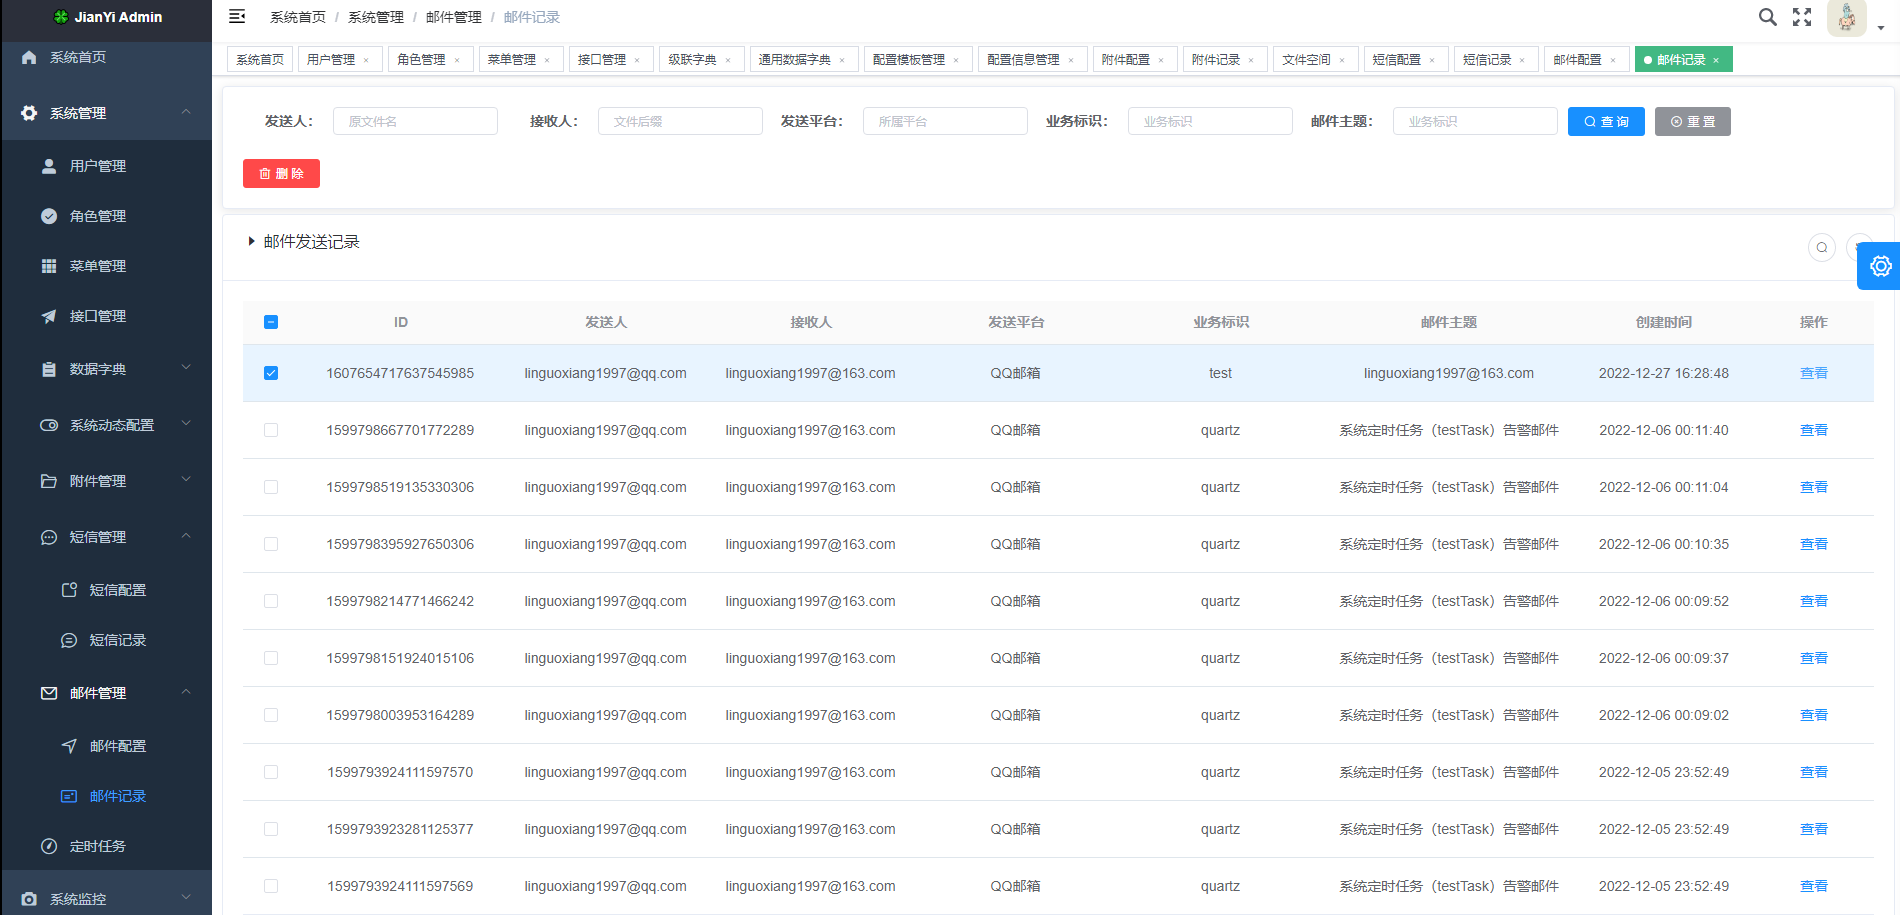 JianYi Admin
系统首页 / 系统管理 / 邮件管理 / 邮件记录
系统首页
系统管理
用户管理
角色管理
菜单管理
接口管理
数据字典
系统动态配置
附件管理
短信管理
短信配置
短信记录
邮件管理
邮件配置
邮件记录
定时任务
系统监控
系统首页 用户管理 × 角色管理 × 菜单管理 × 接口管理 × 级联字典 × 通用数据字典 × 配置模板管理 × 配置信息管理 × 附件配置 × 附件记录 × 文件空间 × 短信配置 × 短信记录 × 邮件配置 × 邮件记录 ×
发送人： 原文件名 接收人： 文件后缀 发送平台： 所属平台 业务标识： 业务标识 邮件主题： 业务标识 查询 重置
删除
邮件发送记录
ID 发送人 接收人 发送平台 业务标识 邮件主题 创建时间 操作
1607654717637545985 linguoxiang1997@qq.com linguoxiang1997@163.com QQ邮箱 test linguoxiang1997@163.com 2022-12-27 16:28:48 查看
1599798667701772289 linguoxiang1997@qq.com linguoxiang1997@163.com QQ邮箱 quartz 系统定时任务（testTask）告警邮件 2022-12-06 00:11:40 查看
1599798519135330306 linguoxiang1997@qq.com linguoxiang1997@163.com QQ邮箱 quartz 系统定时任务（testTask）告警邮件 2022-12-06 00:11:04 查看
1599798395927650306 linguoxiang1997@qq.com linguoxiang1997@163.com QQ邮箱 quartz 系统定时任务（testTask）告警邮件 2022-12-06 00:10:35 查看
1599798214771466242 linguoxiang1997@qq.com linguoxiang1997@163.com QQ邮箱 quartz 系统定时任务（testTask）告警邮件 2022-12-06 00:09:52 查看
1599798151924015106 linguoxiang1997@qq.com linguoxiang1997@163.com QQ邮箱 quartz 系统定时任务（testTask）告警邮件 2022-12-06 00:09:37 查看
1599798003953164289 linguoxiang1997@qq.com linguoxiang1997@163.com QQ邮箱 quartz 系统定时任务（testTask）告警邮件 2022-12-06 00:09:02 查看
1599793924111597570 linguoxiang1997@qq.com linguoxiang1997@163.com QQ邮箱 quartz 系统定时任务（testTask）告警邮件 2022-12-05 23:52:49 查看
1599793923281125377 linguoxiang1997@qq.com linguoxiang1997@163.com QQ邮箱 quartz 系统定时任务（testTask）告警邮件 2022-12-05 23:52:49 查看
1599793924111597569 linguoxiang1997@qq.com linguoxiang1997@163.com QQ邮箱 quartz 系统定时任务（testTask）告警邮件 2022-12-05 23:52:49 查看